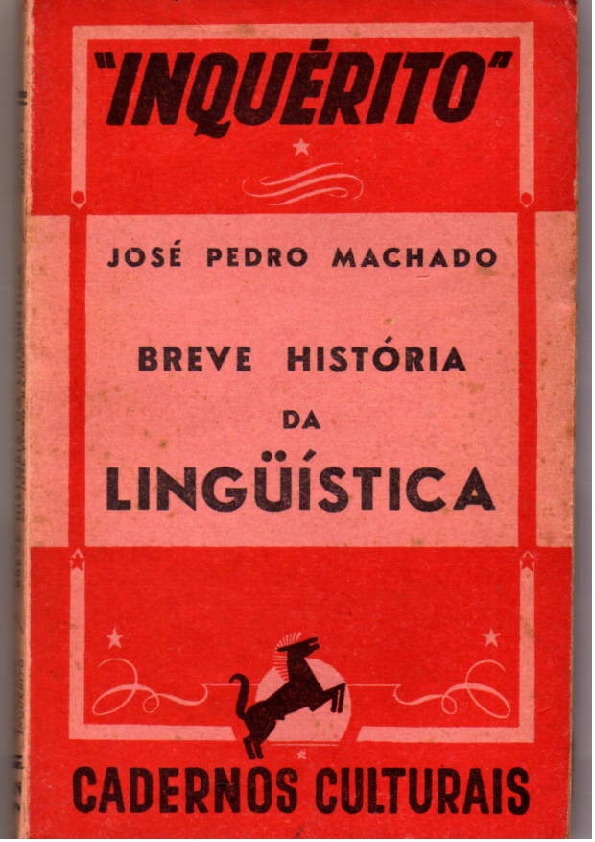 "INQUÉRITO"
JOSÉ PEDRO MACHADO
BREVE HISTÓRIA
DA
LINGÜÍSTICA
CADERNOS CULTURAIS